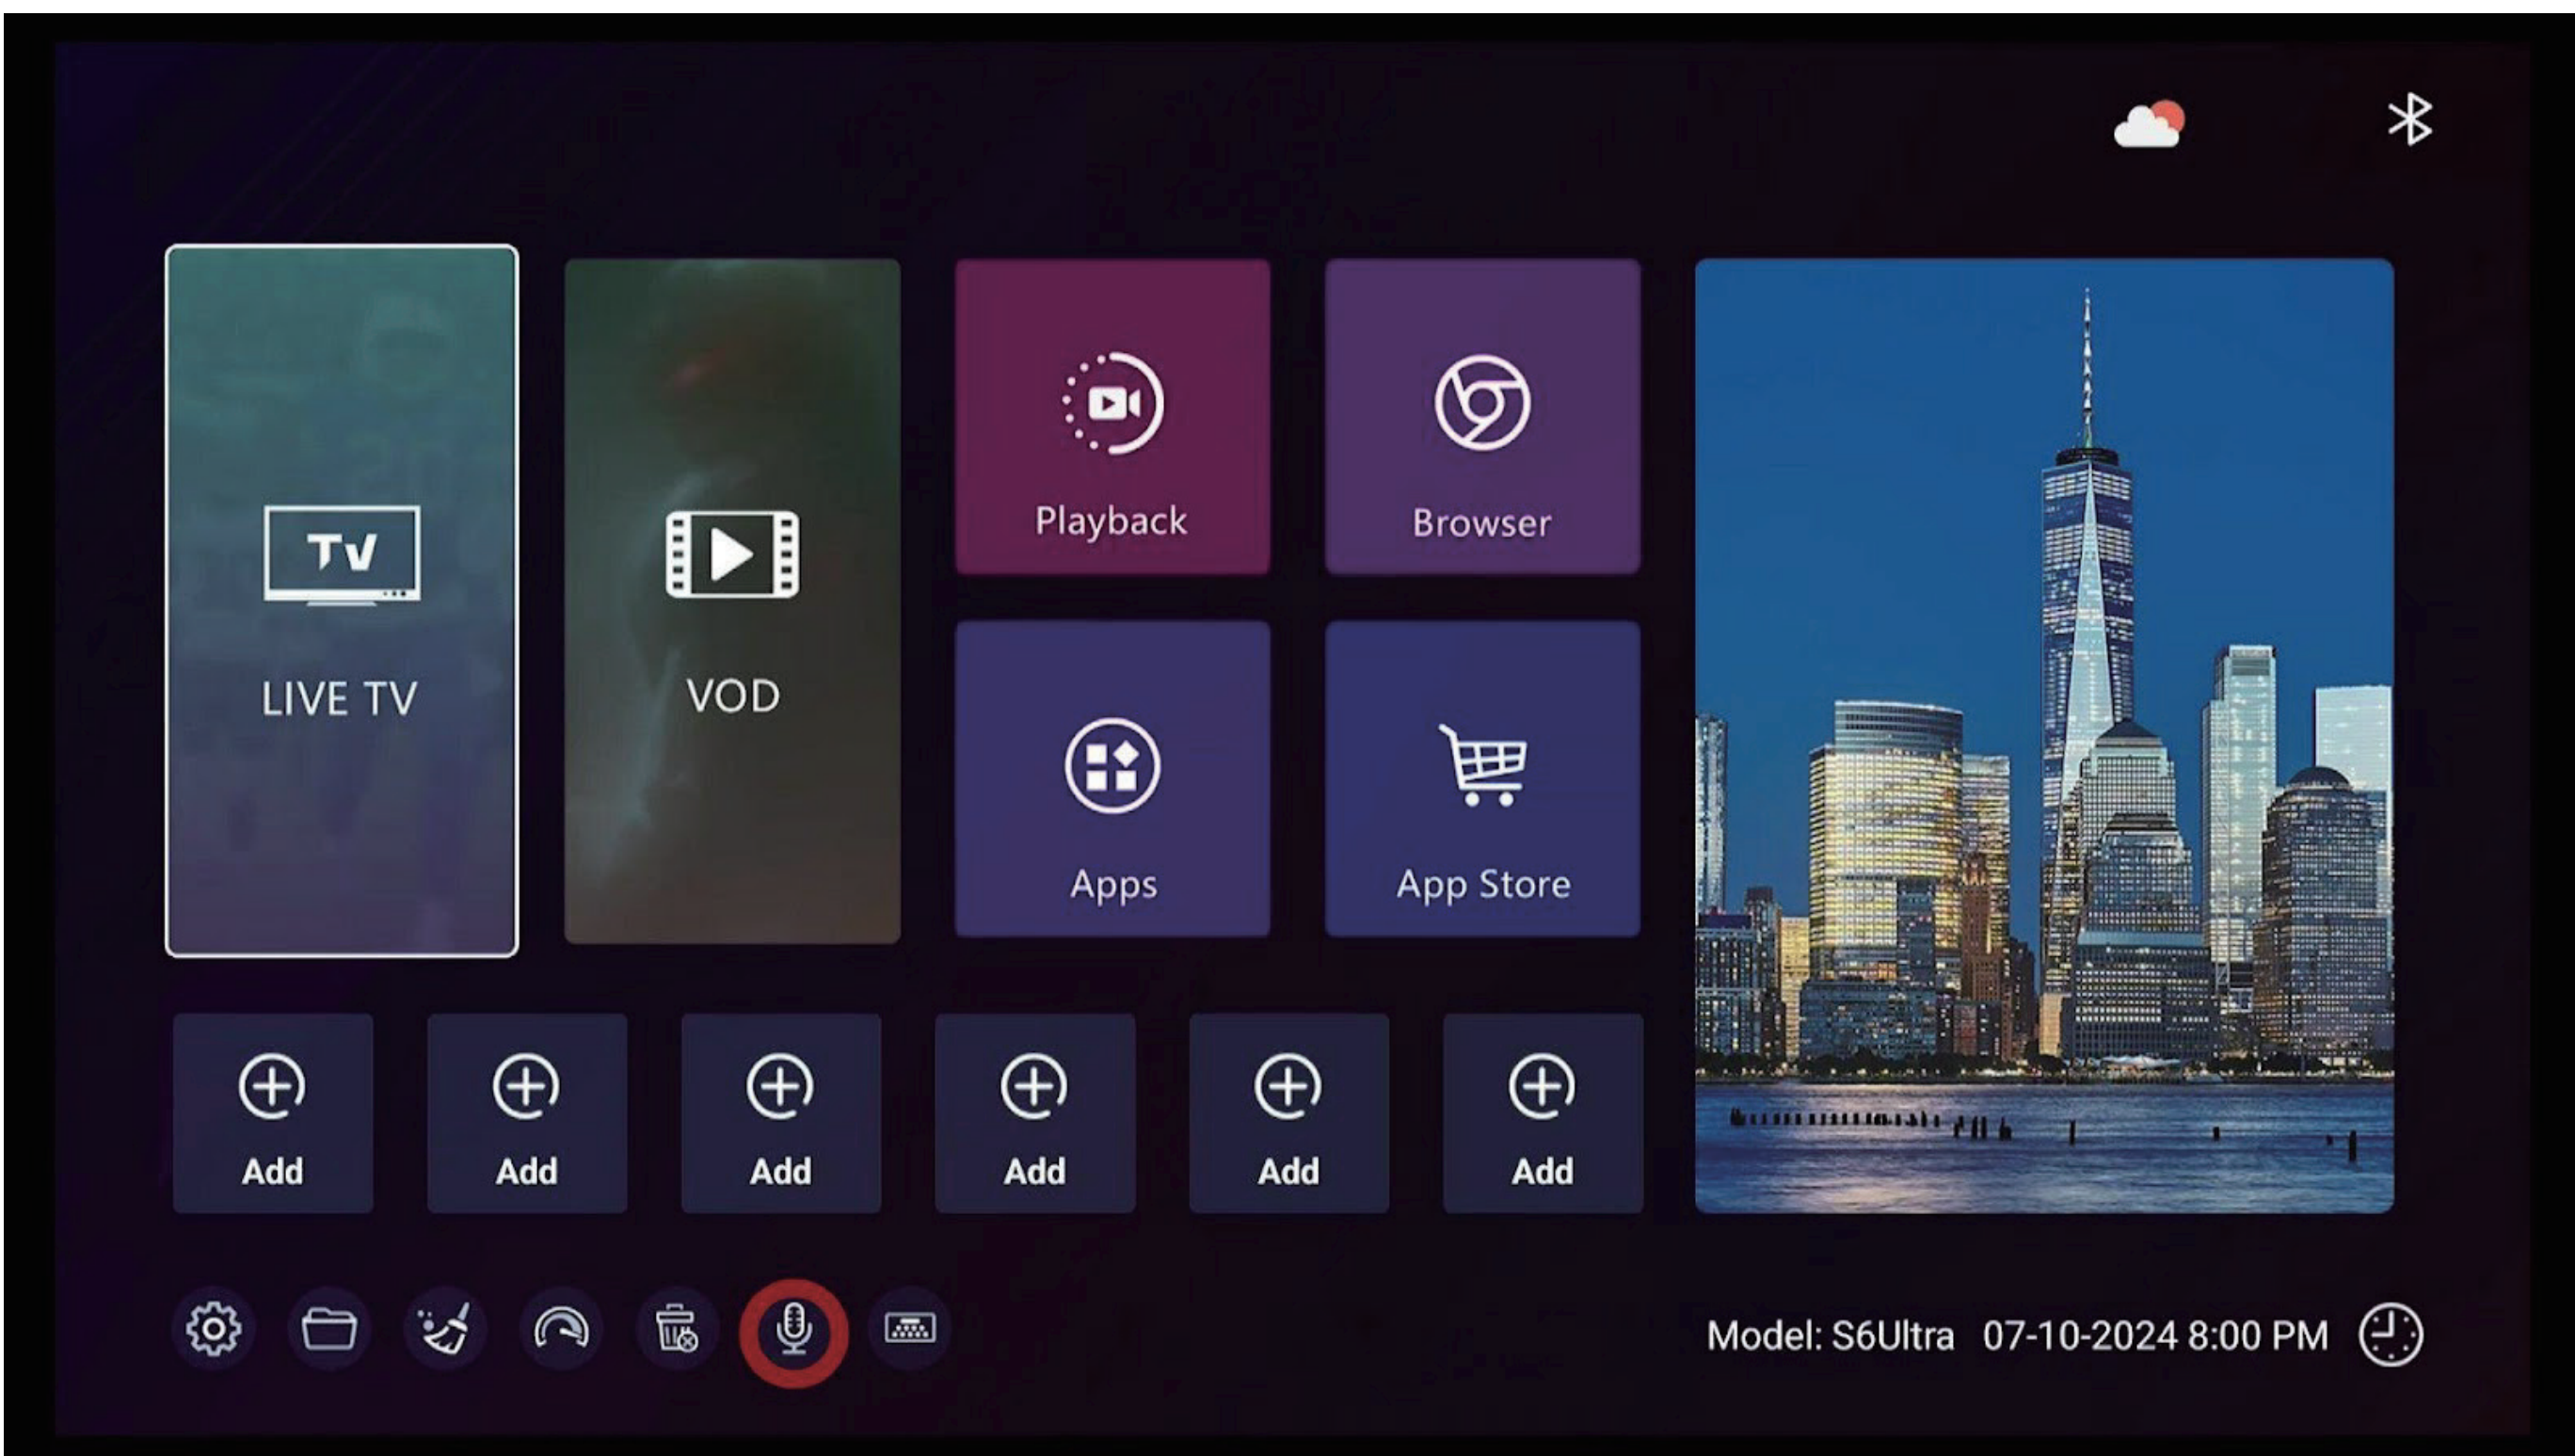 TV
LIVE TV
VOD
Playback
Browser
Apps
App Store
Add
Add
Add
Add
Add
Add
Model: S6Ultra 07-10-2024 8:00 PM